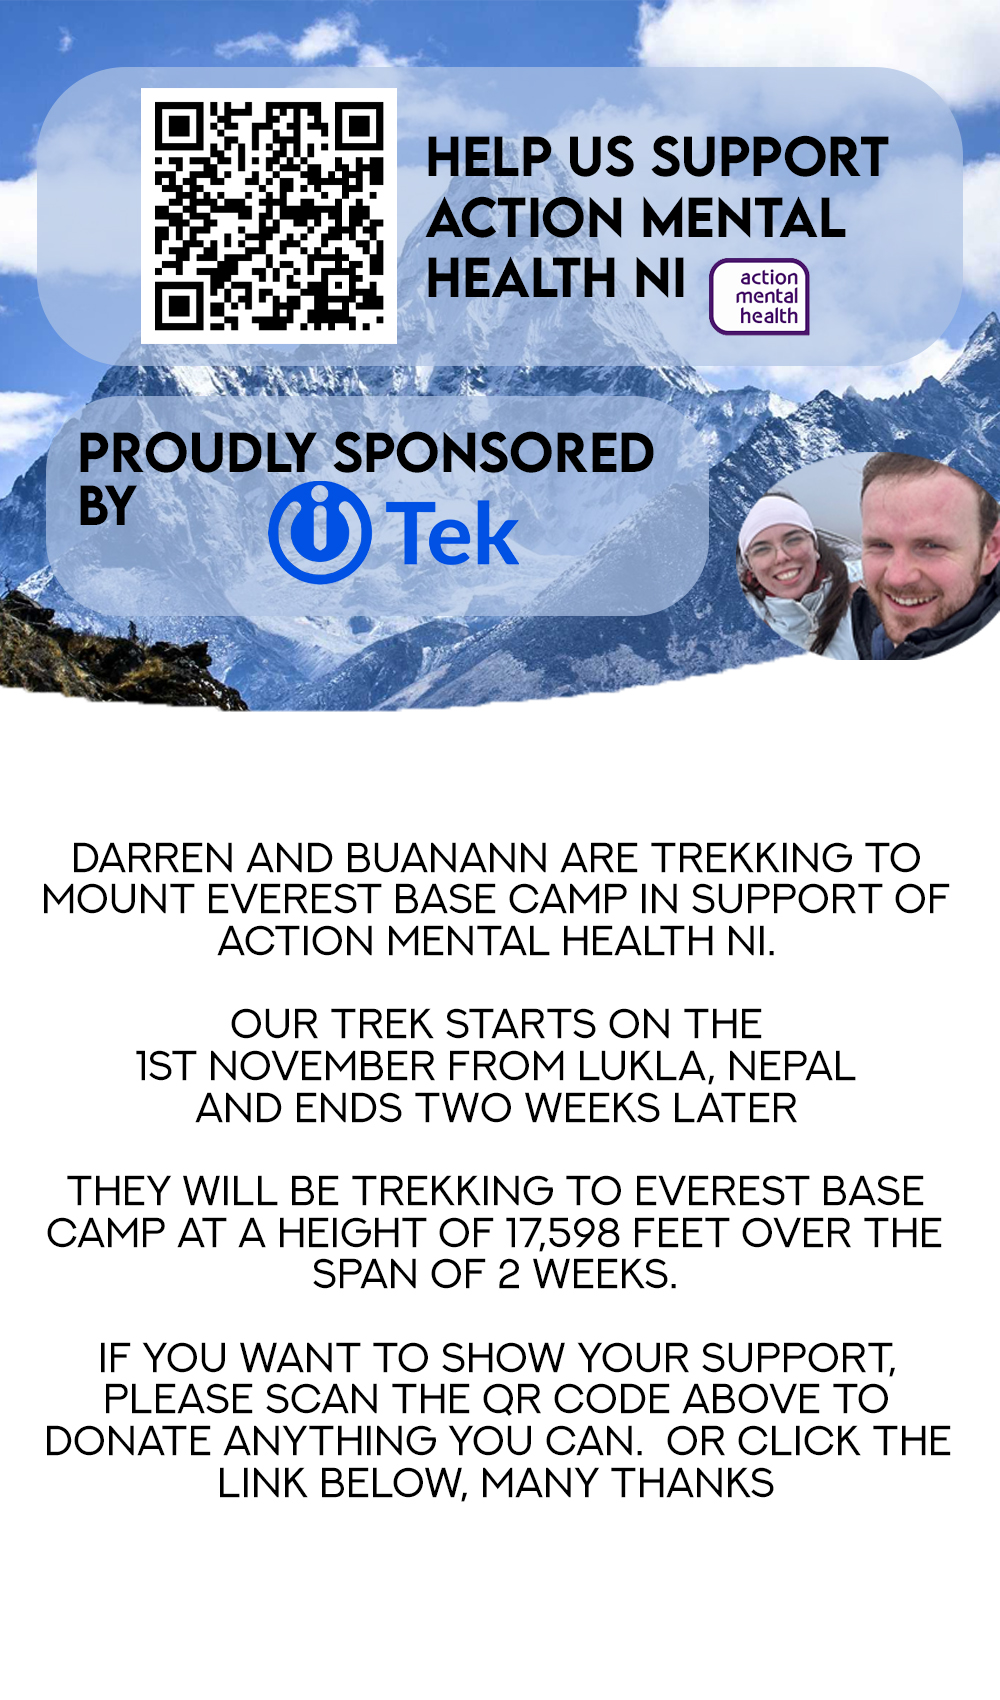 HELP US SUPPORT
ACTION MENTAL
HEALTH NI
action
mental
health
PROUDLY SPONSORED
BY
i Tek
DARREN AND BUANANN ARE TREKKING TO
MOUNT EVEREST BASE CAMP IN SUPPORT OF
ACTION MENTAL HEALTH NI.
OUR TREK STARTS ON THE
1ST NOVEMBER FROM LUKLA, NEPAL
AND ENDS TWO WEEKS LATER
THEY WILL BE TREKKING TO EVEREST BASE
CAMP AT A HEIGHT OF 17,598 FEET OVER THE
SPAN OF 2 WEEKS.
IF YOU WANT TO SHOW YOUR SUPPORT,
PLEASE SCAN THE QR CODE ABOVE TO
DONATE ANYTHING YOU CAN.  OR CLICK THE
LINK BELOW, MANY THANKS